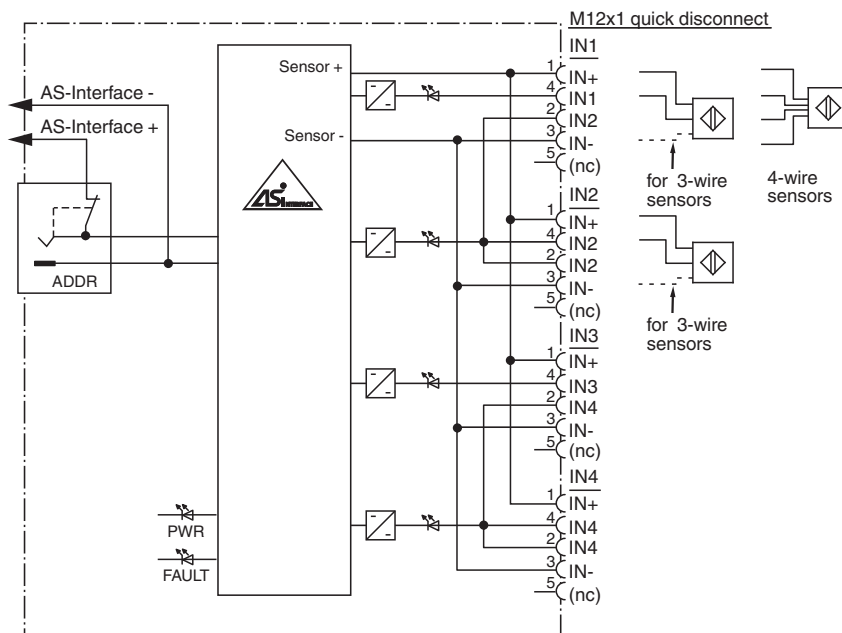 M12x1 quick disconnect
AS-Interface -
AS-Interface +
ADDR
Sensor +
Sensor -
ASi
INTERFACE
PWR
FAULT
IN1
1 IN+
4 IN1
2 IN2
3 IN-
5 (nc)
IN2
1 IN+
4 IN2
2 IN2
3 IN-
5 (nc)
IN3
1 IN+
4 IN3
2 IN4
3 IN-
5 (nc)
IN4
1 IN+
4 IN4
2 IN4
3 IN-
5 (nc)
for 3-wire
sensors
4-wire
sensors
for 3-wire
sensors